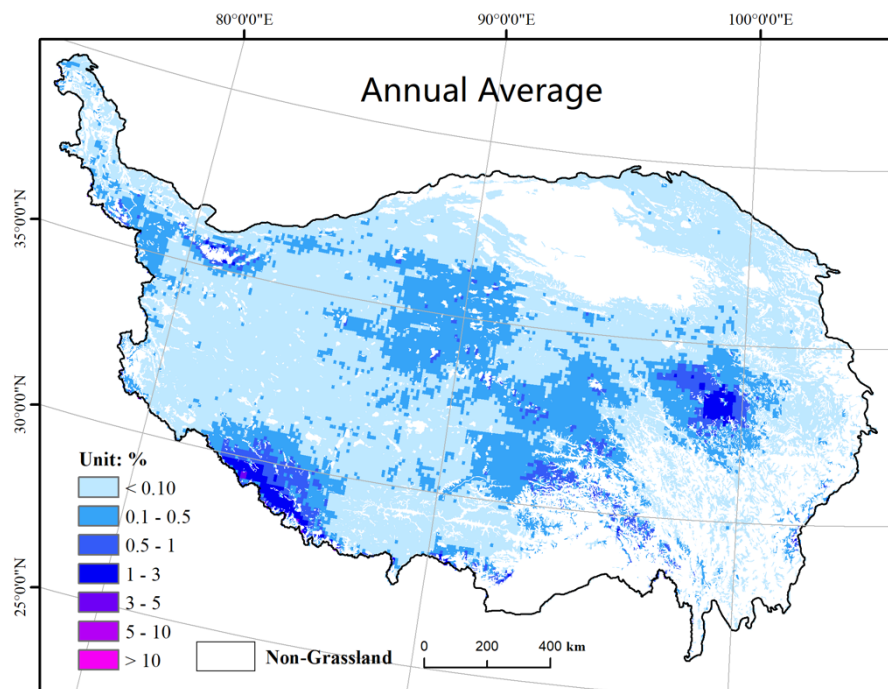 80°0'0"E 90°0'0"E 100°0'0"E
Annual Average
35°0'0"N
30°0'0"N
25°0'0"N
Unit: %
< 0.10
0.1 - 0.5
0.5 - 1
1 - 3
3 - 5
5 - 10
> 10
Non-Grassland
0 200 400 km